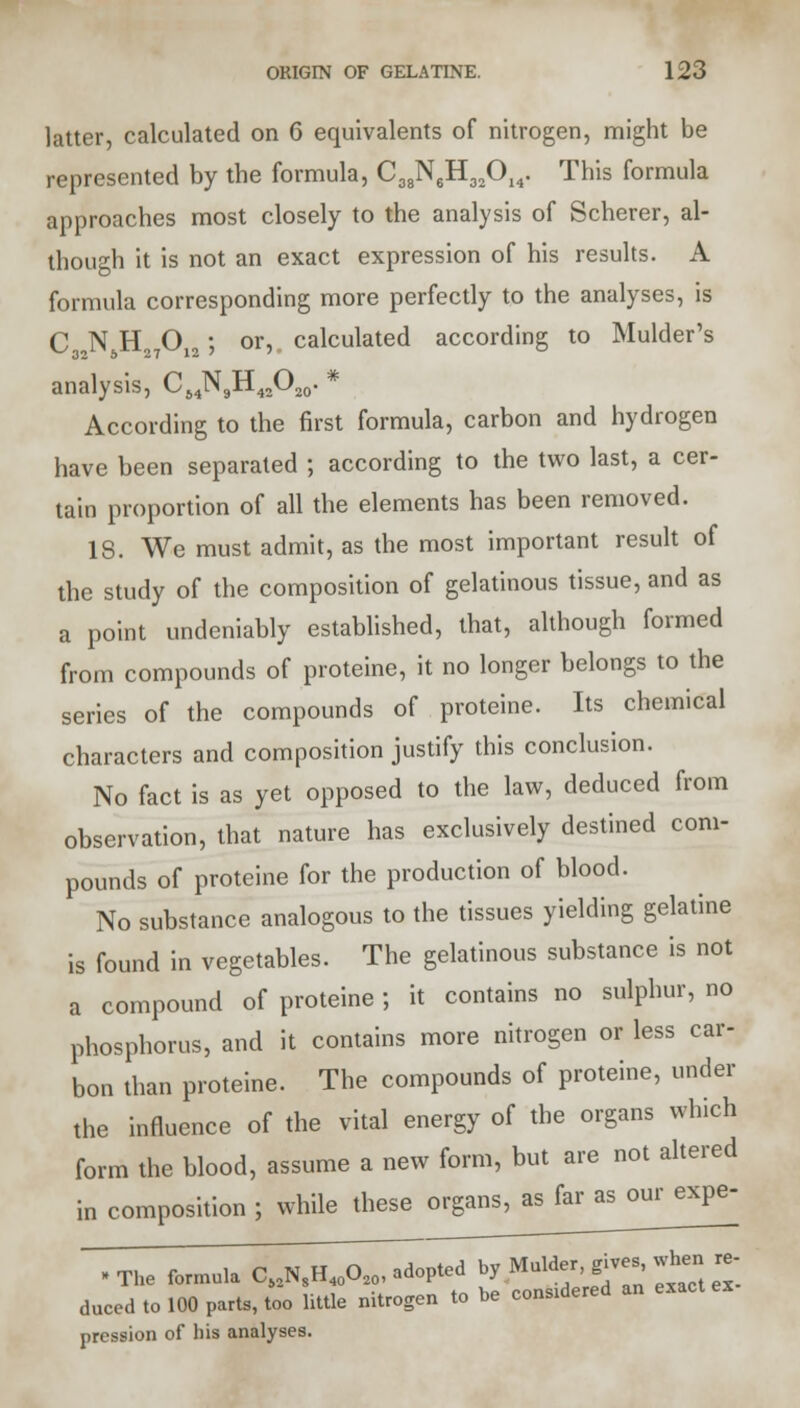 ORIGIN OF GELATINE. 123
latter, calculated on 6 equivalents of nitrogen, might be
represented by the formula, C₃₈N₆H₃₂O₁₄. This formula
approaches most closely to the analysis of Scherer, al-
though it is not an exact expression of his results. A
formula corresponding more perfectly to the analyses, is
C₃₂N₅H₂₇O₁₂ ; or, calculated according to Mulder's
analysis, C₅₄N₉H₄₂O₂₀. *
According to the first formula, carbon and hydrogen
have been separated ; according to the two last, a cer-
tain proportion of all the elements has been removed.
18. We must admit, as the most important result of
the study of the composition of gelatinous tissue, and as
a point undeniably established, that, although formed
from compounds of proteine, it no longer belongs to the
series of the compounds of proteine. Its chemical
characters and composition justify this conclusion.
No fact is as yet opposed to the law, deduced from
observation, that nature has exclusively destined com-
pounds of proteine for the production of blood.
No substance analogous to the tissues yielding gelatine
is found in vegetables. The gelatinous substance is not
a compound of proteine ; it contains no sulphur, no
phosphorus, and it contains more nitrogen or less car-
bon than proteine. The compounds of proteine, under
the influence of the vital energy of the organs which
form the blood, assume a new form, but are not altered
in composition ; while these organs, as far as our expe-
* The formula C₅₂N₈H₄₀O₂₀, adopted by Mulder, gives, when re-
duced to 100 parts, too little nitrogen to be considered an exact ex-
pression of his analyses.